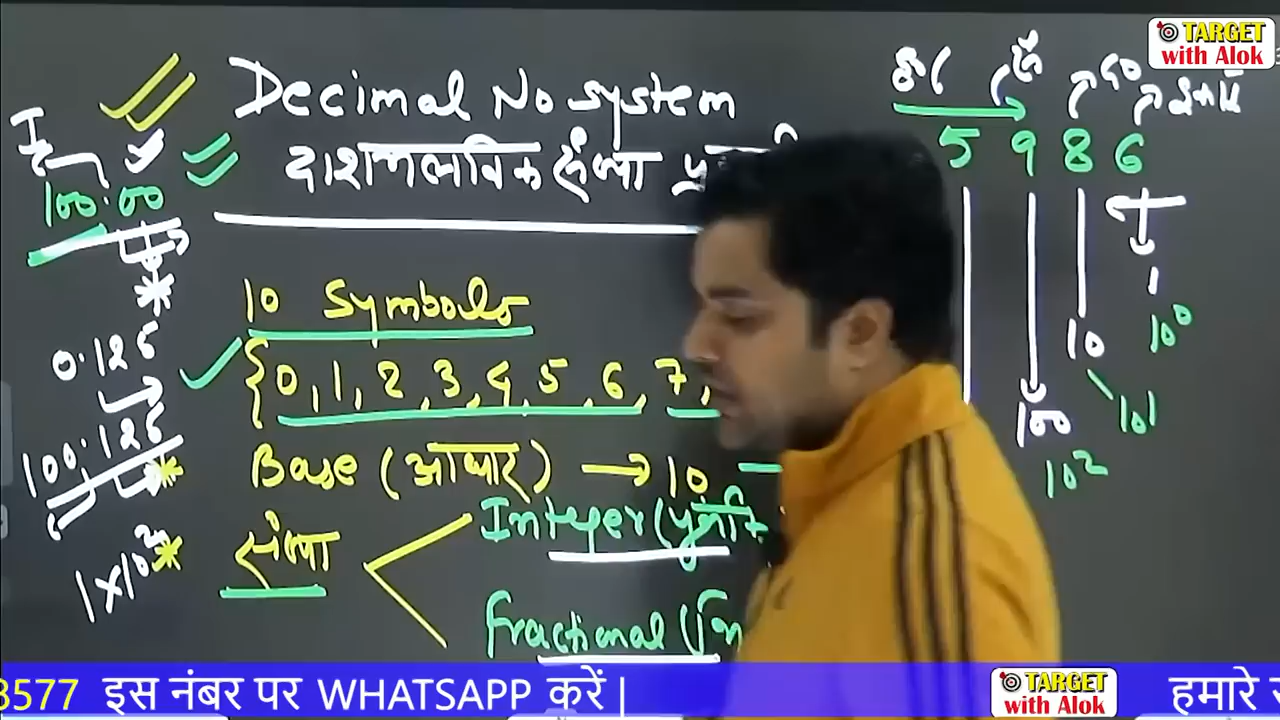 TARGET
with Alok
Decimal No system
दाशमलविक संख्या
5 9 8 6
100.00
10 Symbols
{0, 1, 2, 3, 4, 5, 6, 7,
0.125
100.125
1
10 10⁰
100 10¹
10²
Base (आधार) → 10
Integer (
संख्या
1x10²
Fractional (
3577 इस नंबर पर WHATSAPP करें |
TARGET
with Alok
हमारे